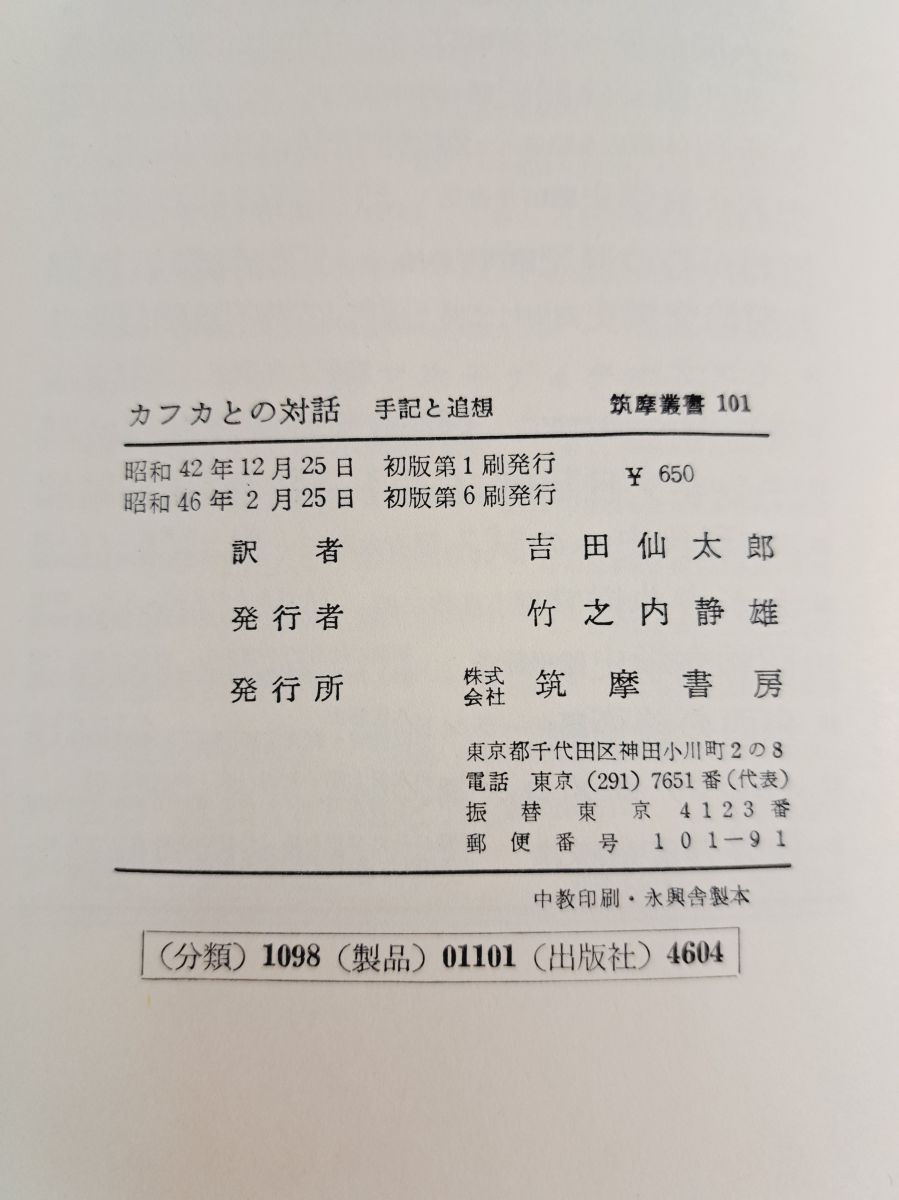 カフカとの対話 手記と追想 筑摩叢書 101
昭和 42 年 12 月 25 日 初版第 1 刷発行
昭和 46 年 2 月 25 日 初版第 6 刷発行
¥ 650
訳者 吉田仙太郎
発行者 竹之内静雄
発行所 株式会社 筑摩書房
東京都千代田区神田小川町2の8
電話 東京 (291) 7651 番 (代表)
振替東京 4123番
郵便番号 101-91
中教印刷・永興舎製本
(分類) 1098 (製品) 01101 (出版社) 4604